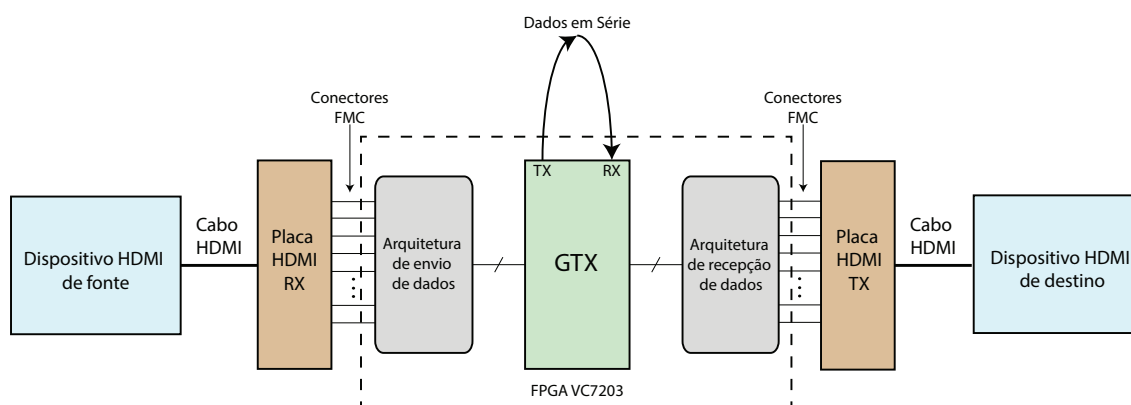 Dados em Série
Conectores
FMC
Conectores
FMC
TX
RX
Dispositivo HDMI
de fonte
Cabo
HDMI
Placa
HDMI
RX
Arquitetura
de envio
de dados
GTX
Arquitetura
de recepção
de dados
Placa
HDMI
TX
Cabo
HDMI
Dispositivo HDMI
de destino
FPGA VC7203